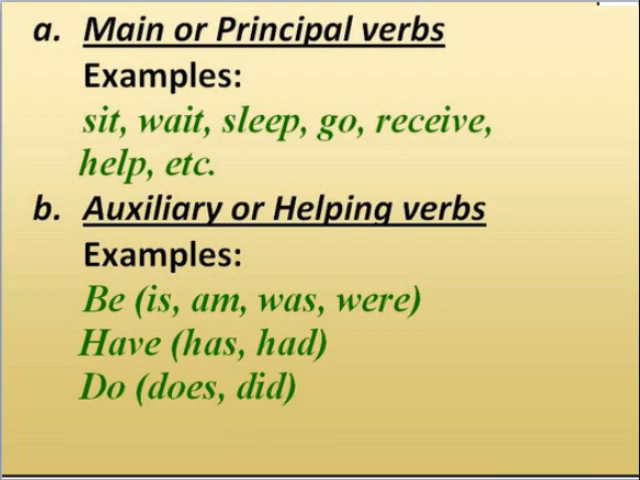 a. Main or Principal verbs
Examples:
sit, wait, sleep, go, receive,
help, etc.
b. Auxiliary or Helping verbs
Examples:
Be (is, am, was, were)
Have (has, had)
Do (does, did)